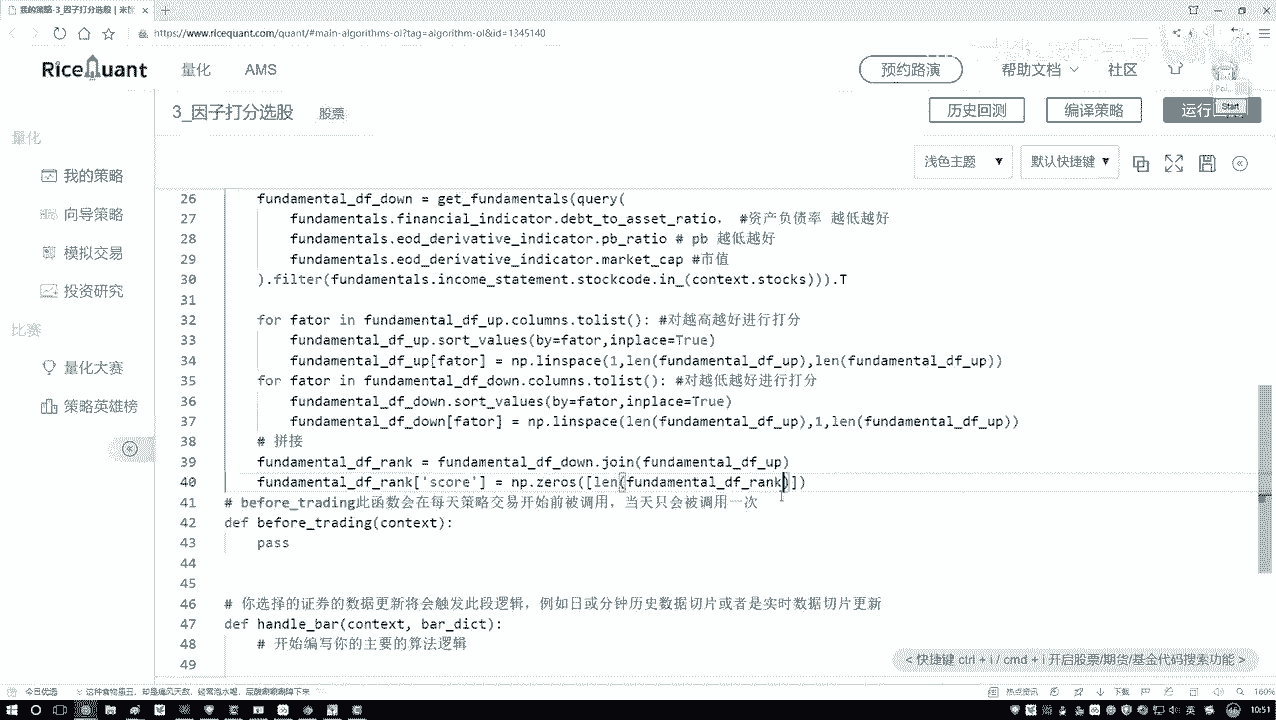 我的策略-3_因子打分选股 | 米
https://www.ricequant.com/quant/#main-algorithms-ol?tag=algorithm-ol&id=1345140
RiceQuant 量化 AMS 预约路演 帮助文档 社区
3_因子打分选股 股票 历史回测 编译策略 运行 Start
量化
浅色主题 默认快捷键
我的策略
向导策略
模拟交易
投资研究
比赛
量化大赛
策略英雄榜
26 fundamental_df_down = get_fundamentals(query(
27 fundamentals.financial_indicator.debt_to_asset_ratio, #资产负债率 越低越好
28 fundamentals.eod_derivative_indicator.pb_ratio # pb 越低越好
29 fundamentals.eod_derivative_indicator.market_cap #市值
30 ).filter(fundamentals.income_statement.stockcode.in_(context.stocks))).T
31
32 for fator in fundamental_df_up.columns.tolist(): #对越高越好进行打分
33 fundamental_df_up.sort_values(by=fator,inplace=True)
34 fundamental_df_up[fator] = np.linspace(1,len(fundamental_df_up),len(fundamental_df_up))
35 for fator in fundamental_df_down.columns.tolist(): #对越低越好进行打分
36 fundamental_df_down.sort_values(by=fator,inplace=True)
37 fundamental_df_down[fator] = np.linspace(len(fundamental_df_up),1,len(fundamental_df_up))
38 # 拼接
39 fundamental_df_rank = fundamental_df_down.join(fundamental_df_up)
40 fundamental_df_rank['score'] = np.zeros([len(fundamental_df_rank)])
41 # before_trading此函数会在每天策略交易开始前被调用，当天只会被调用一次
42 def before_trading(context):
43 pass
44
45
46 # 你选择的证券的数据更新将会触发此段逻辑，例如日或分钟历史数据切片或者是实时数据切片更新
47 def handle_bar(context, bar_dict):
48 # 开始编写你的主要的算法逻辑
49
< 快捷键 ctrl + i / cmd + i 开启股票/期货/基金代码搜索功能 >
今日优选 热点资讯 下载 160%
英 10:51